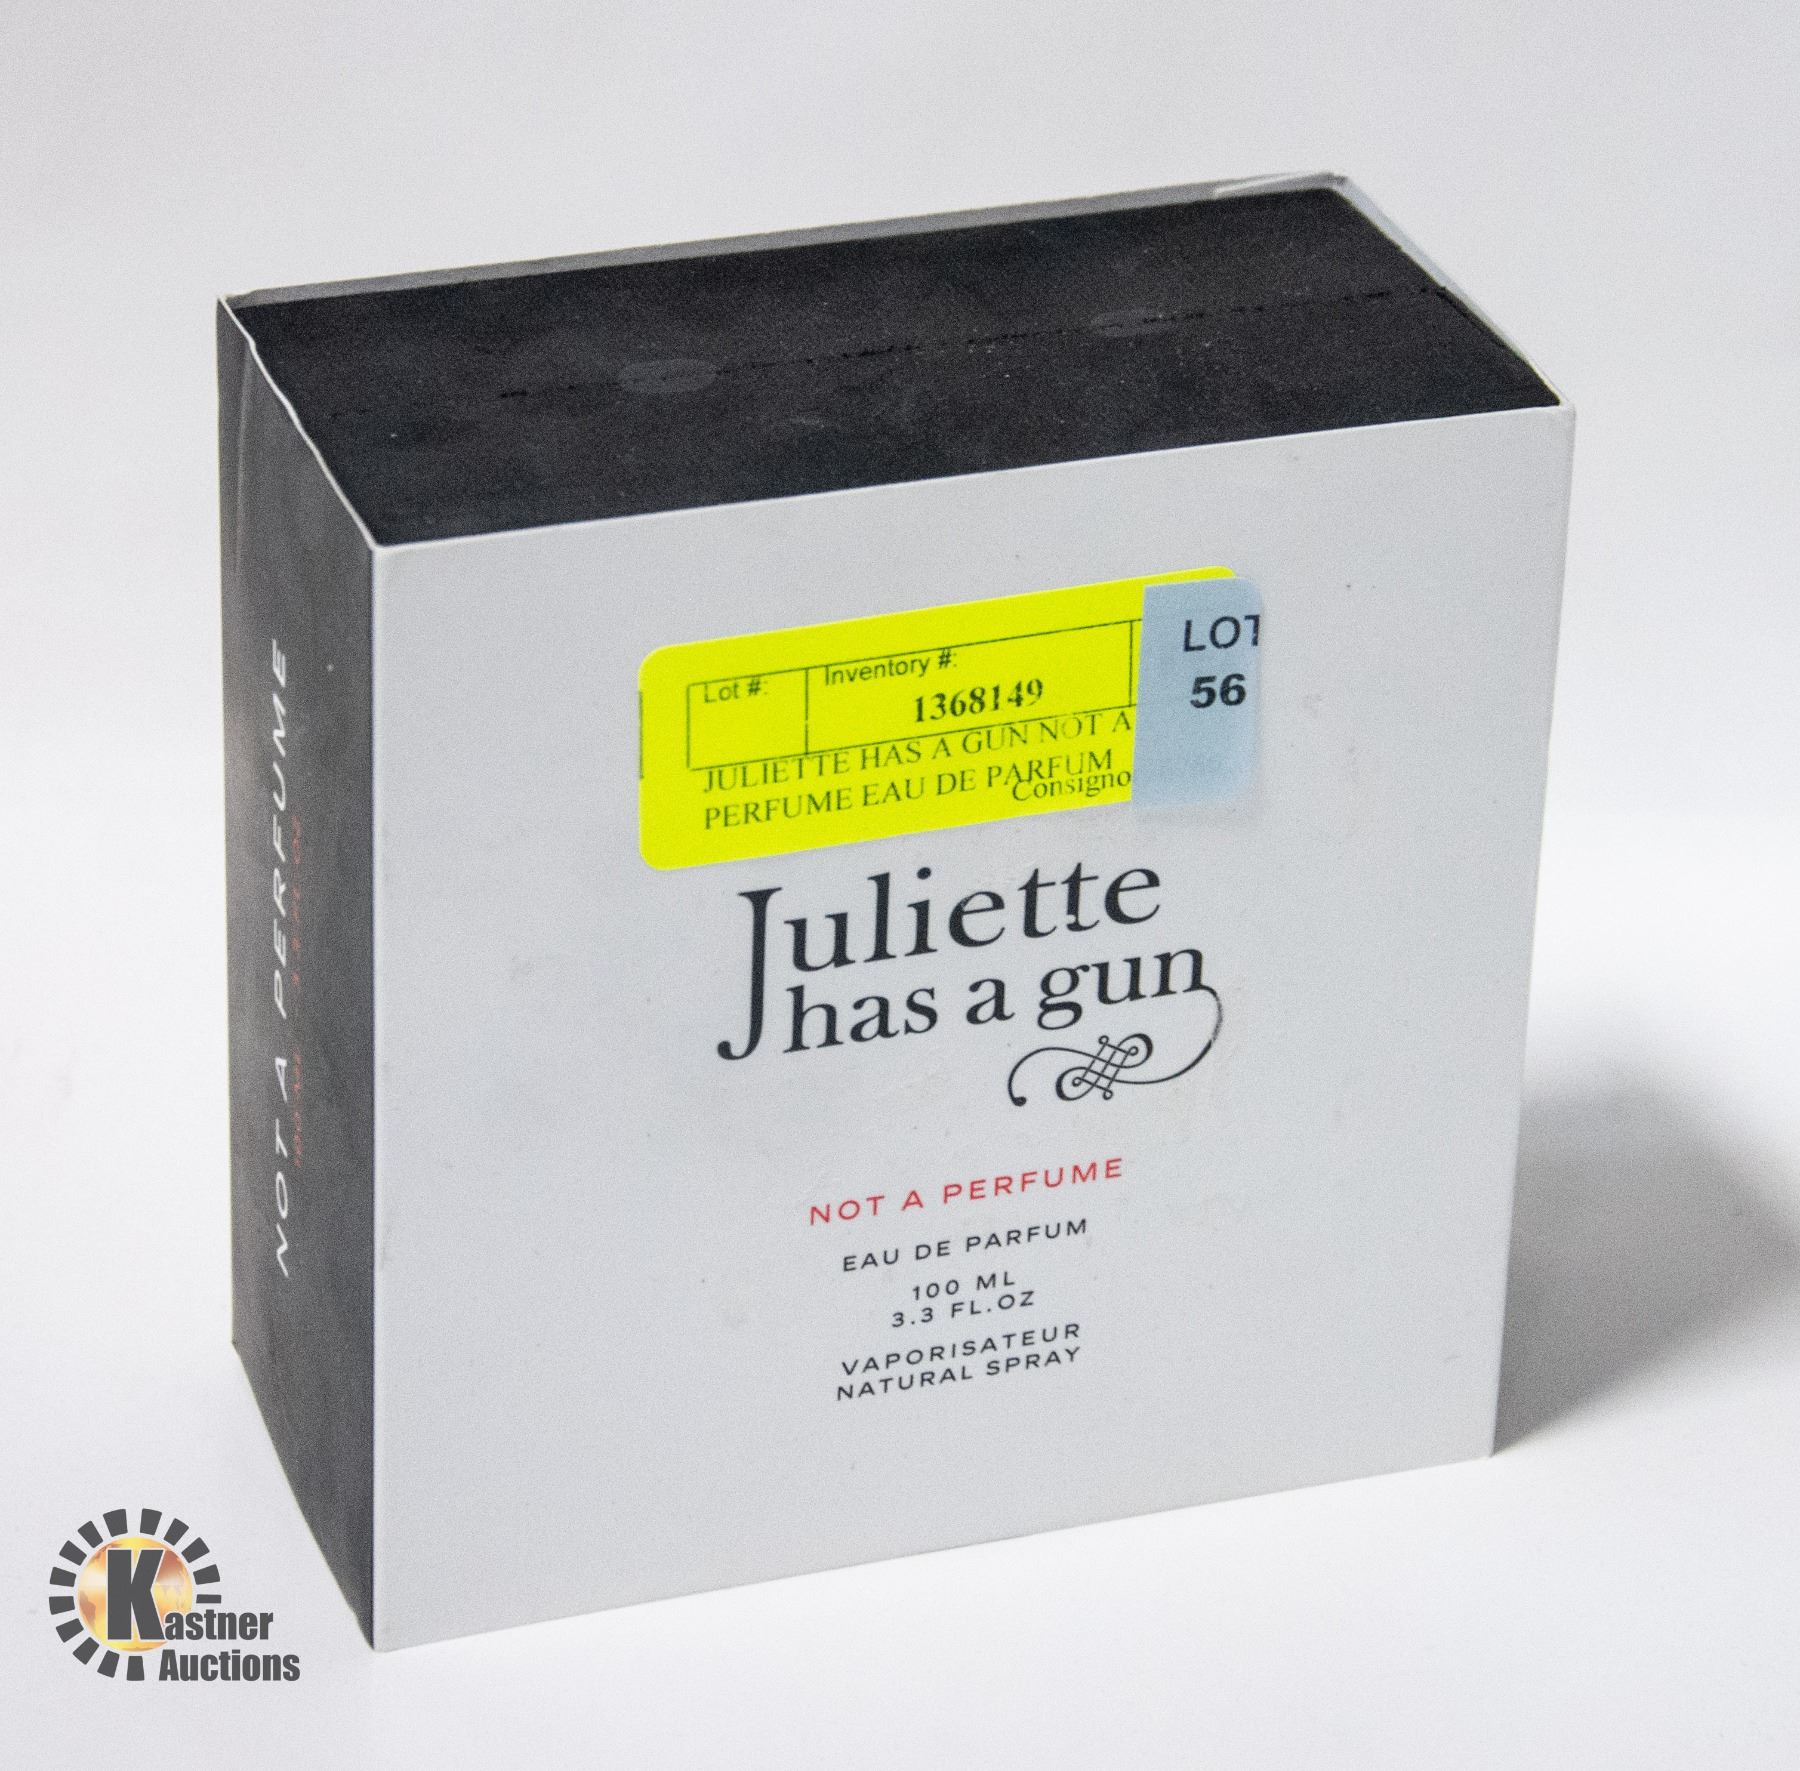 Lot #:
Inventory #:
1368149
JULIETTE HAS A GUN NOT A
PERFUME EAU DE PARFUM
Consigno
LOT
56
Juliette
has a gun
NOT A PERFUME
EAU DE PARFUM
100 ML
3.3 FL.OZ
VAPORISATEUR
NATURAL SPRAY
NOT A PERFUME
Kastner
Auctions